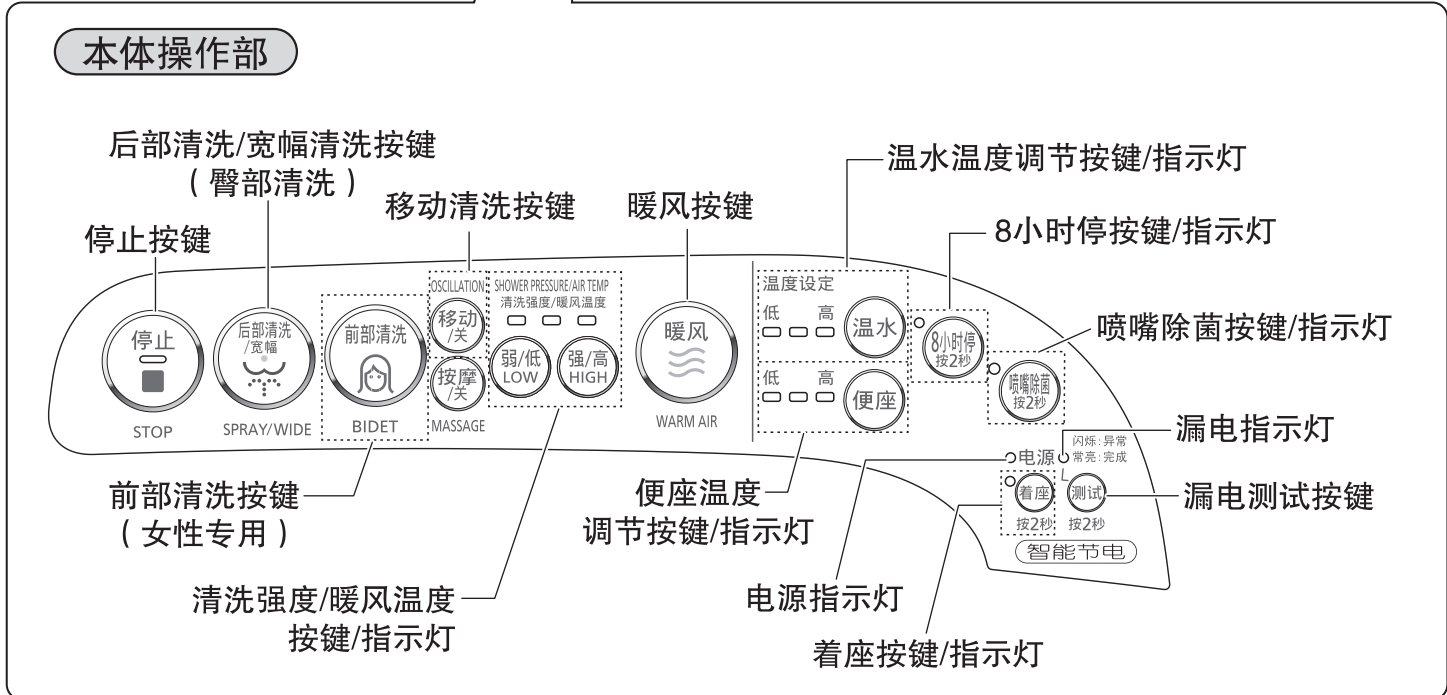 本体操作部
后部清洗/宽幅清洗按键
（臀部清洗）
移动清洗按键
暖风按键
温水温度调节按键/指示灯
8小时停按键/指示灯
停止按键
喷嘴除菌按键/指示灯
停止
STOP
后部清洗
/宽幅
SPRAY/WIDE
前部清洗
BIDET
OSCILLATION
移动
/关
按摩
/关
MASSAGE
SHOWER PRESSURE/AIR TEMP
清洗强度/暖风温度
弱/低
LOW
强/高
HIGH
暖风
WARM AIR
温度设定
低 高
温水
低 高
便座
8小时停
按2秒
喷嘴除菌
按2秒
闪烁:异常
常亮:完成
电源
着座
按2秒
测试
按2秒
智能节电
漏电指示灯
漏电测试按键
前部清洗按键
（女性专用）
便座温度
调节按键/指示灯
清洗强度/暖风温度
按键/指示灯
电源指示灯
着座按键/指示灯